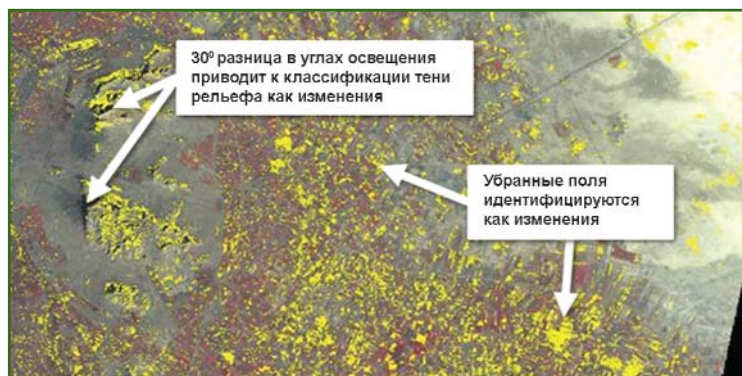 30⁰ разница в углах освещения
приводит к классификации тени
рельефа как изменения
Убранные поля
идентифицируются
как изменения